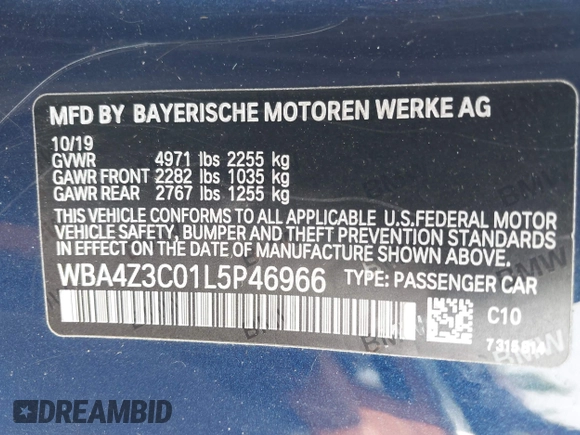 MFD BY BAYERISCHE MOTOREN WERKE AG
10/19
GVWR 4971 lbs 2255 kg
GAWR FRONT 2282 lbs 1035 kg
GAWR REAR 2767 lbs 1255 kg
THIS VEHICLE CONFORMS TO ALL APPLICABLE U.S.FEDERAL MOTOR
VEHICLE SAFETY, BUMPER AND THEFT PREVENTION STANDARDS
IN EFFECT ON THE DATE OF MANUFACTURE SHOWN ABOVE.
WBA4Z3C01L5P46966 TYPE: PASSENGER CAR
C10
DREAMBID